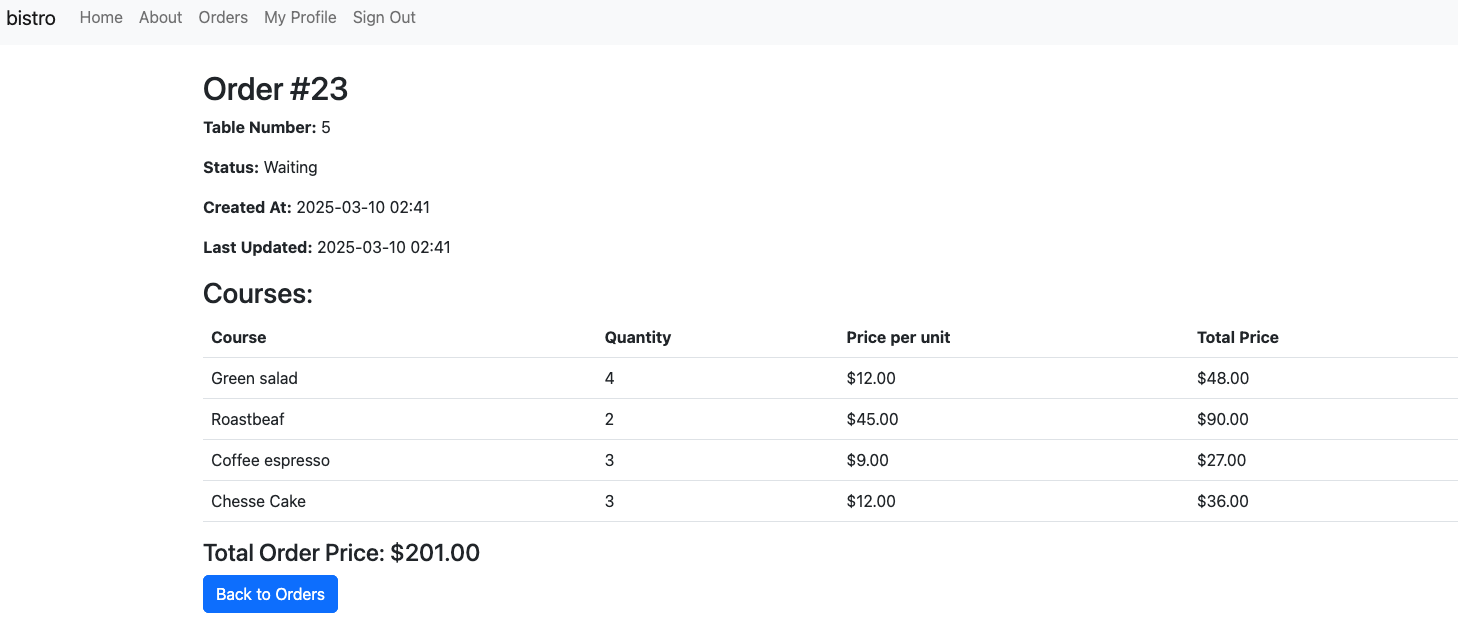 bistro Home About Orders My Profile Sign Out
Order #23
Table Number: 5
Status: Waiting
Created At: 2025-03-10 02:41
Last Updated: 2025-03-10 02:41
Courses:
Course Quantity Price per unit Total Price
Green salad 4 $12.00 $48.00
Roastbeaf 2 $45.00 $90.00
Coffee espresso 3 $9.00 $27.00
Chesse Cake 3 $12.00 $36.00
Total Order Price: $201.00
Back to Orders